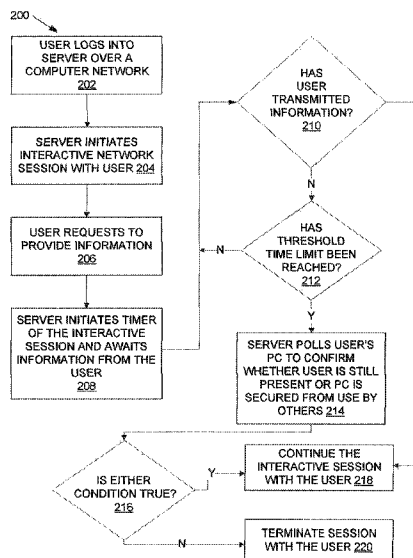 200
USER LOGS INTO
SERVER OVER A
COMPUTER NETWORK
202
SERVER INITIATES
INTERACTIVE NETWORK
SESSION WITH USER 204
USER REQUESTS TO
PROVIDE INFORMATION
206
SERVER INITIATES TIMER
OF THE INTERACTIVE
SESSION AND AWAITS
INFORMATION FROM THE
USER
208
HAS
USER
TRANSMITTED
INFORMATION?
210
N
HAS
THRESHOLD
TIME LIMIT BEEN
REACHED?
212
N
Y
SERVER POLLS USER'S
PC TO CONFIRM
WHETHER USER IS STILL
PRESENT OR PC IS
SECURED FROM USE BY
OTHERS 214
IS EITHER
CONDITION TRUE?
216
Y
CONTINUE THE
INTERACTIVE SESSION
WITH THE USER 218
N
TERMINATE SESSION
WITH THE USER 220